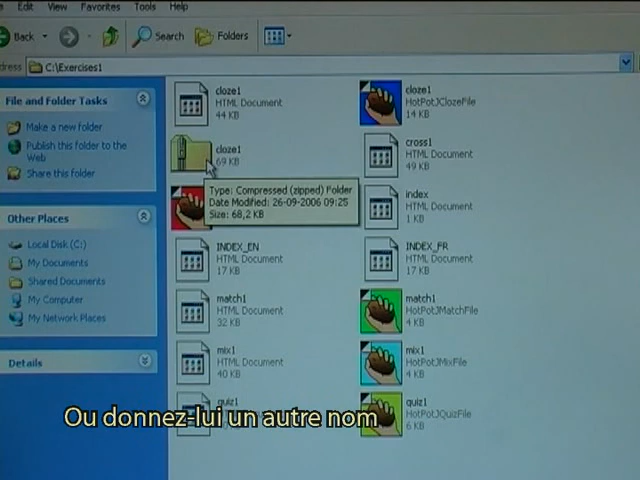 Edit View Favorites Tools Help
Back Search Folders
dress C:\Exercises1
File and Folder Tasks
Make a new folder
Publish this folder to the
Web
Share this folder
Other Places
Local Disk (C:)
My Documents
Shared Documents
My Computer
My Network Places
Details
cloze1
HTML Document
44 KB
cloze1
HotPotJClozeFile
14 KB
cloze1
69 KB
cross1
HTML Document
49 KB
Type: Compressed (zipped) Folder
Date Modified: 26-09-2006 09:25
Size: 68,2 KB
index
HTML Document
1 KB
INDEX_EN
HTML Document
17 KB
INDEX_FR
HTML Document
17 KB
match1
HTML Document
32 KB
match1
HotPotJMatchFile
4 KB
mix1
HTML Document
40 KB
mix1
HotPotJMixFile
4 KB
quiz1
quiz1
HotPotJQuizFile
6 KB
Ou donnez-lui un autre nom